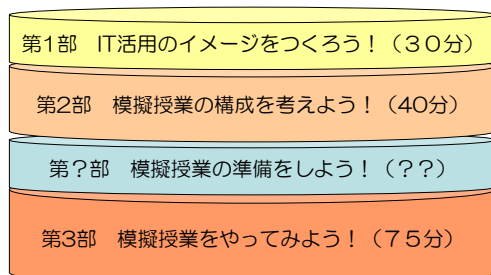 第1部　IT活用のイメージをつくろう！（３０分）
第2部　模擬授業の構成を考えよう！（40分）
第？部　模擬授業の準備をしよう！（？？）
第3部　模擬授業をやってみよう！（７５分）